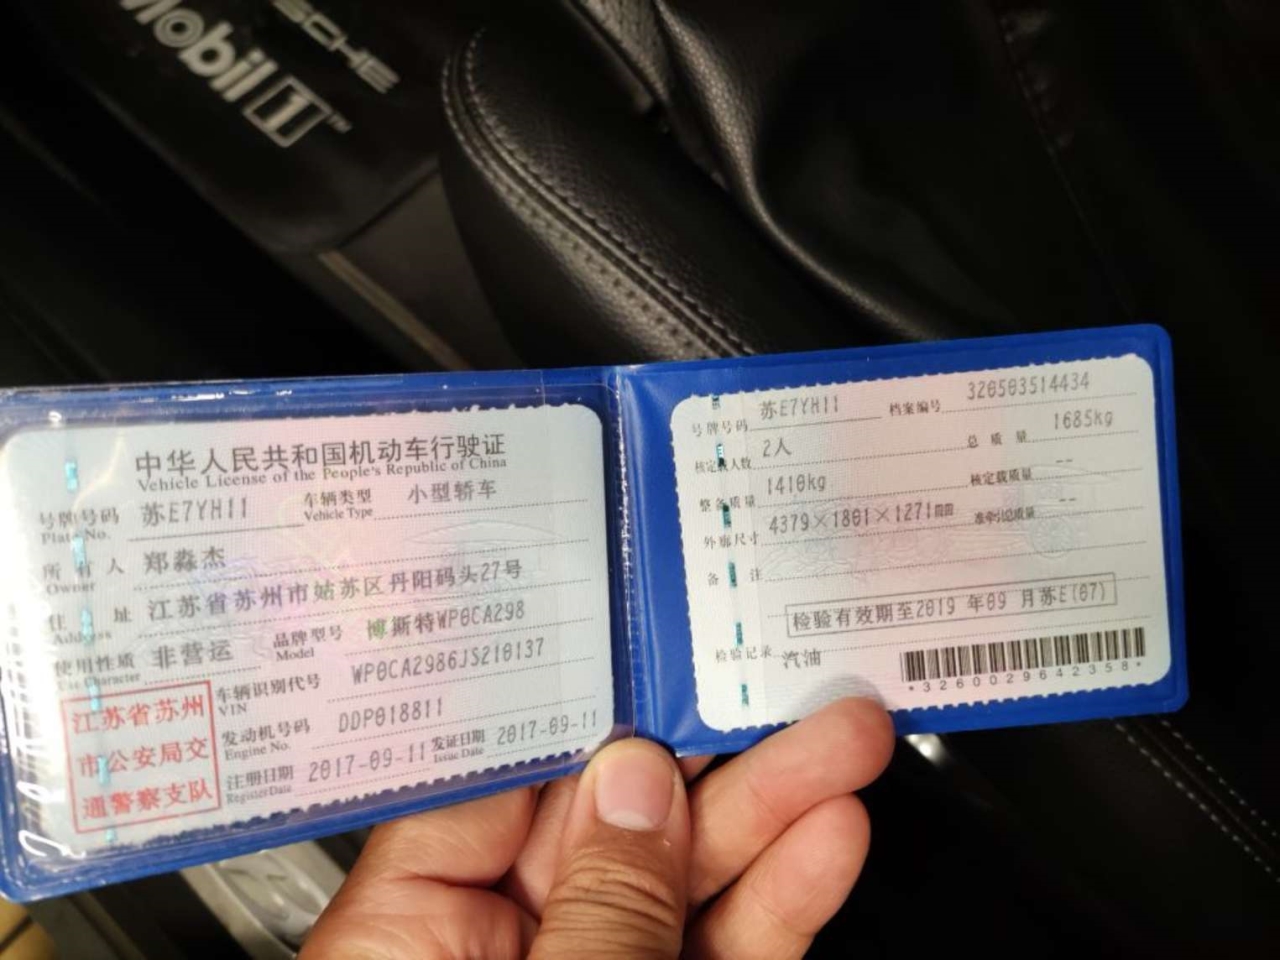 SCHE
Mobil 1™
中华人民共和国机动车行驶证
Vehicle License of the People's Republic of China
号牌号码 苏E7YH11 车辆类型 小型轿车
Plate No. Vehicle Type
所有人 郑淼杰
Owner
住址 江苏省苏州市姑苏区丹阳码头27号
Address
使用性质 非营运 品牌型号 博斯特WP0CA298
Use Character Model
车辆识别代号 WP0CA2986JS210137
VIN
发动机号码 DDP018811
Engine No.
注册日期 2017-09-11 发证日期 2017-09-11
Register Date Issue Date
江苏省苏州
市公安局交
通警察支队
号牌号码 苏E7YH11 档案编号 320503514434
核定载人数 2人 总质量 1685kg
整备质量 1410kg 核定载质量 --
外廓尺寸 4379×1801×1271mm 准牵引总质量 --
备注
检验有效期至2019年09月苏E(07)
检验记录 汽油
*3260029642358*